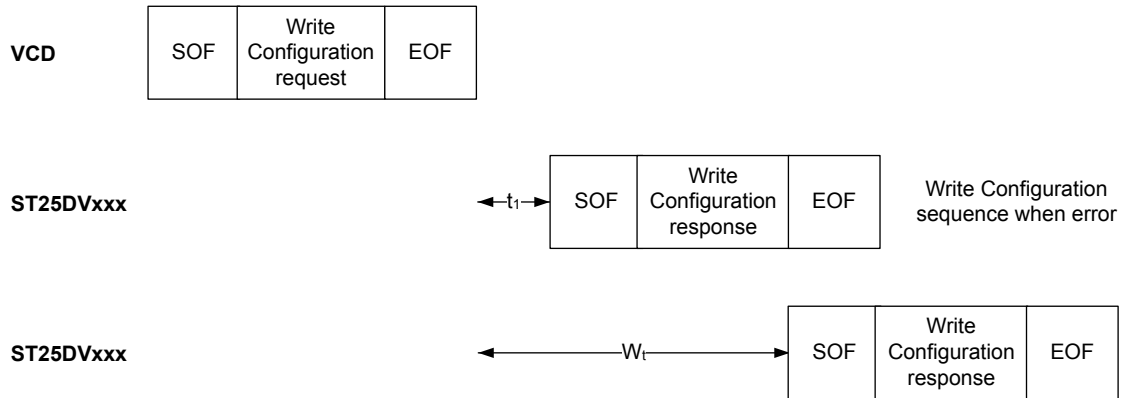 VCD
SOF
Write
Configuration
request
EOF
ST25DVxxx
t₁
SOF
Write
Configuration
response
EOF
Write Configuration
sequence when error
ST25DVxxx
Wₜ
SOF
Write
Configuration
response
EOF